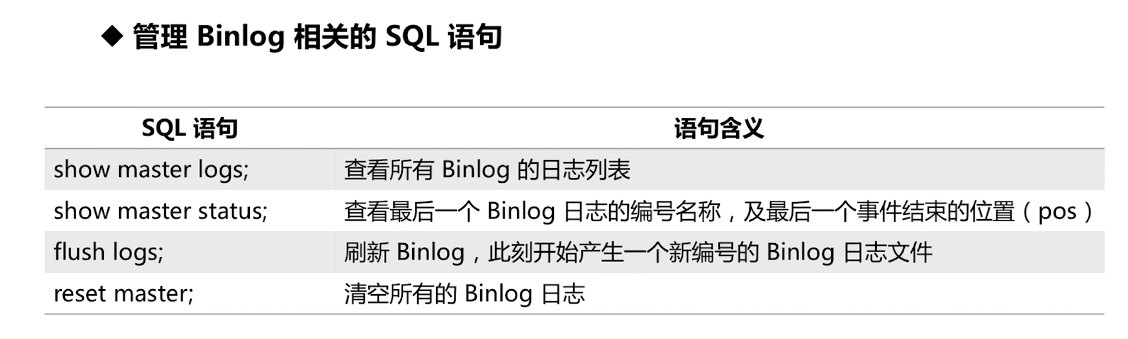 ◆ 管理 Binlog 相关的 SQL 语句
SQL 语句 语句含义
show master logs; 查看所有 Binlog 的日志列表
show master status; 查看最后一个 Binlog 日志的编号名称，及最后一个事件结束的位置（pos）
flush logs; 刷新 Binlog，此刻开始产生一个新编号的 Binlog 日志文件
reset master; 清空所有的 Binlog 日志